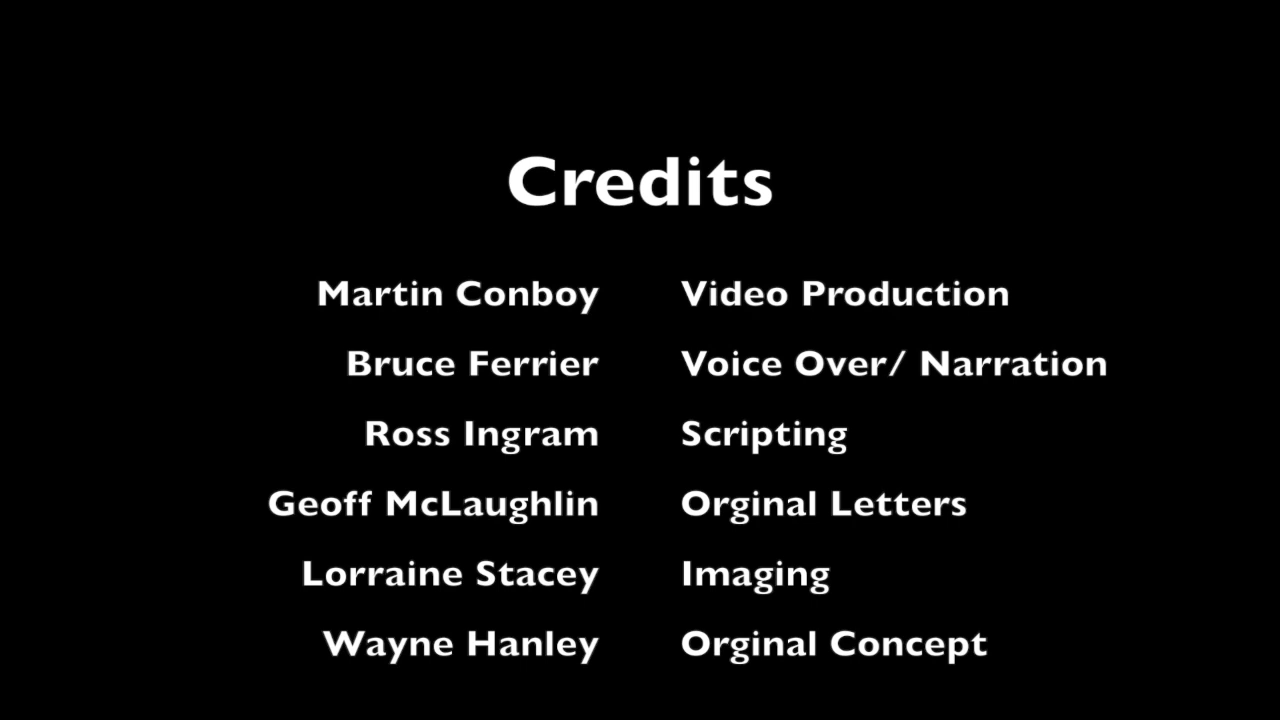 Credits
Martin Conboy Video Production
Bruce Ferrier Voice Over/ Narration
Ross Ingram Scripting
Geoff McLaughlin Orginal Letters
Lorraine Stacey Imaging
Wayne Hanley Orginal Concept